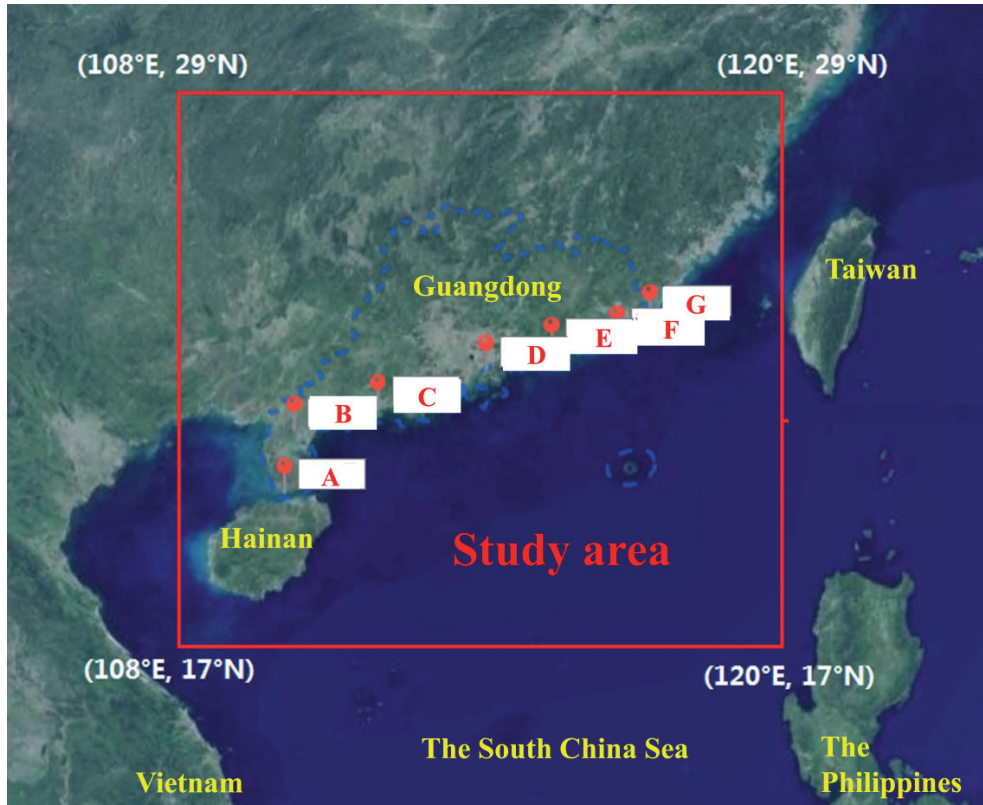 (108°E, 29°N)
(120°E, 29°N)
Guangdong
Taiwan
G
F
E
D
C
B
A
Hainan
Study area
(108°E, 17°N)
(120°E, 17°N)
The South China Sea
The
Philippines
Vietnam